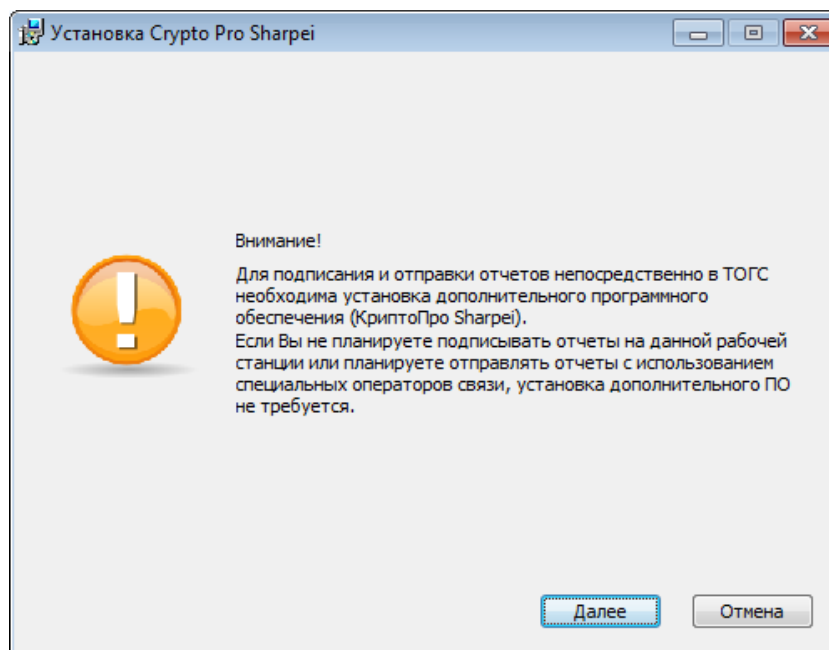 Установка Crypto Pro Sharpei
Внимание!
Для подписания и отправки отчетов непосредственно в ТОГС
необходима установка дополнительного программного
обеспечения (КриптоПро Sharpei).
Если Вы не планируете подписывать отчеты на данной рабочей
станции или планируете отправлять отчеты с использованием
специальных операторов связи, установка дополнительного ПО
не требуется.
Далее
Отмена